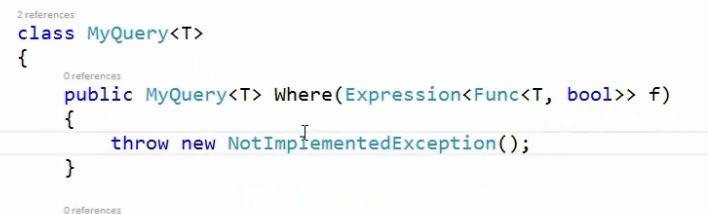 2 references
class MyQuery<T>
{
0 references
public MyQuery<T> Where(Expression<Func<T, bool>> f)
{
throw new NotImplementedException();
}
0 references